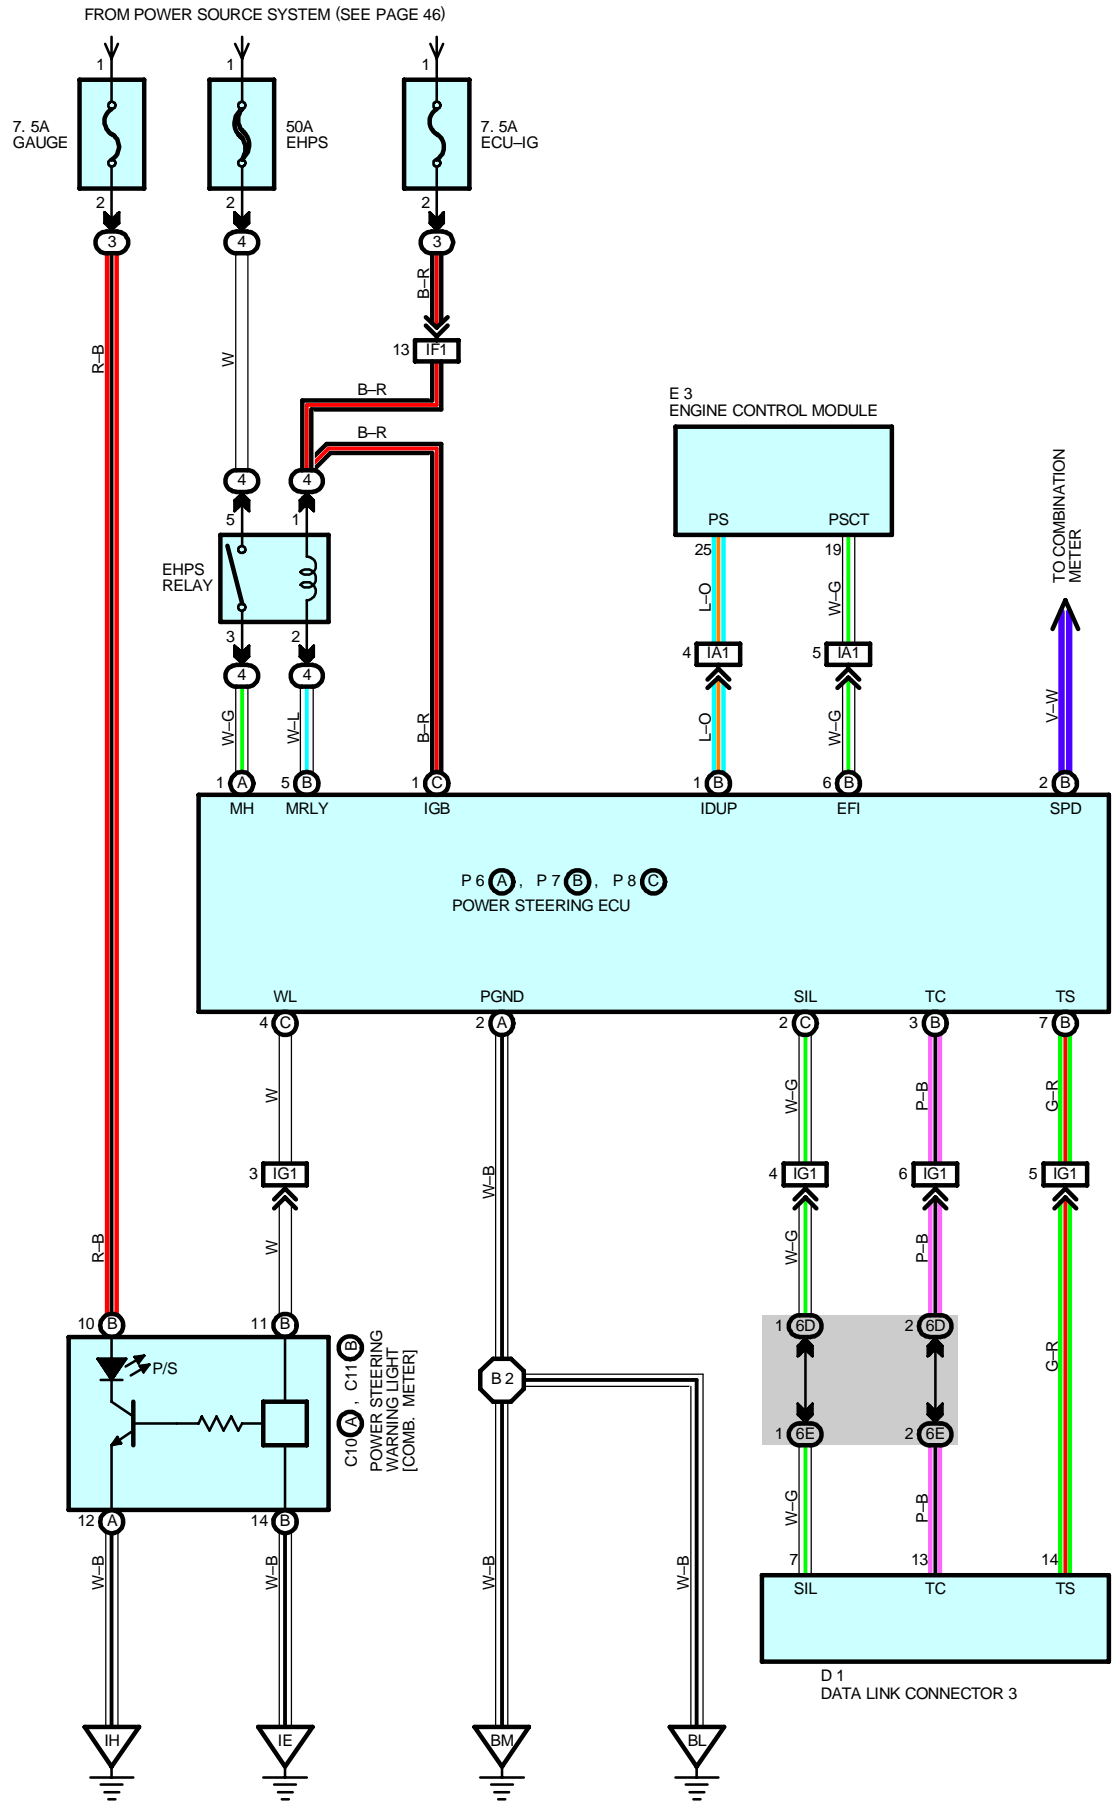 FROM POWER SOURCE SYSTEM (SEE PAGE 46)
1 1 1
7. 5A
GAUGE
50A
EHPS
7. 5A
ECU–IG
2 2 2
3 4 3
B–R
R–B
W
13 IF1
B–R
B–R
4 4
5 1
EHPS
RELAY
3 2
4 4
W–G
W–L
B–R
E 3
ENGINE CONTROL MODULE
PS PSCT
25 19
L–O
W–G
4 IA1 5 IA1
L–O
W–G
TO COMBINATION
METER
V–W
1 A 5 B 1 C 1 B 6 B 2 B
MH MRLY IGB IDUP EFI SPD
P 6 A , P 7 B , P 8 C
POWER STEERING ECU
WL PGND SIL TC TS
4 C 2 A 2 C 3 B 7 B
W
W–G
P–B
G–R
3 IG1 4 IG1 6 IG1 5 IG1
W–B
R–B
W
W–G
P–B
10 B 11 B
1 6D 2 6D
G–R
P/S
C10 A , C11 B
POWER STEERING
WARNING LIGHT
[COMB. METER]
B 2
1 6E 2 6E
12 A 14 B
W–B
W–B
W–B
W–B
W–G
P–B
7 13 14
SIL TC TS
D 1
DATA LINK CONNECTOR 3
IH IE BM BL